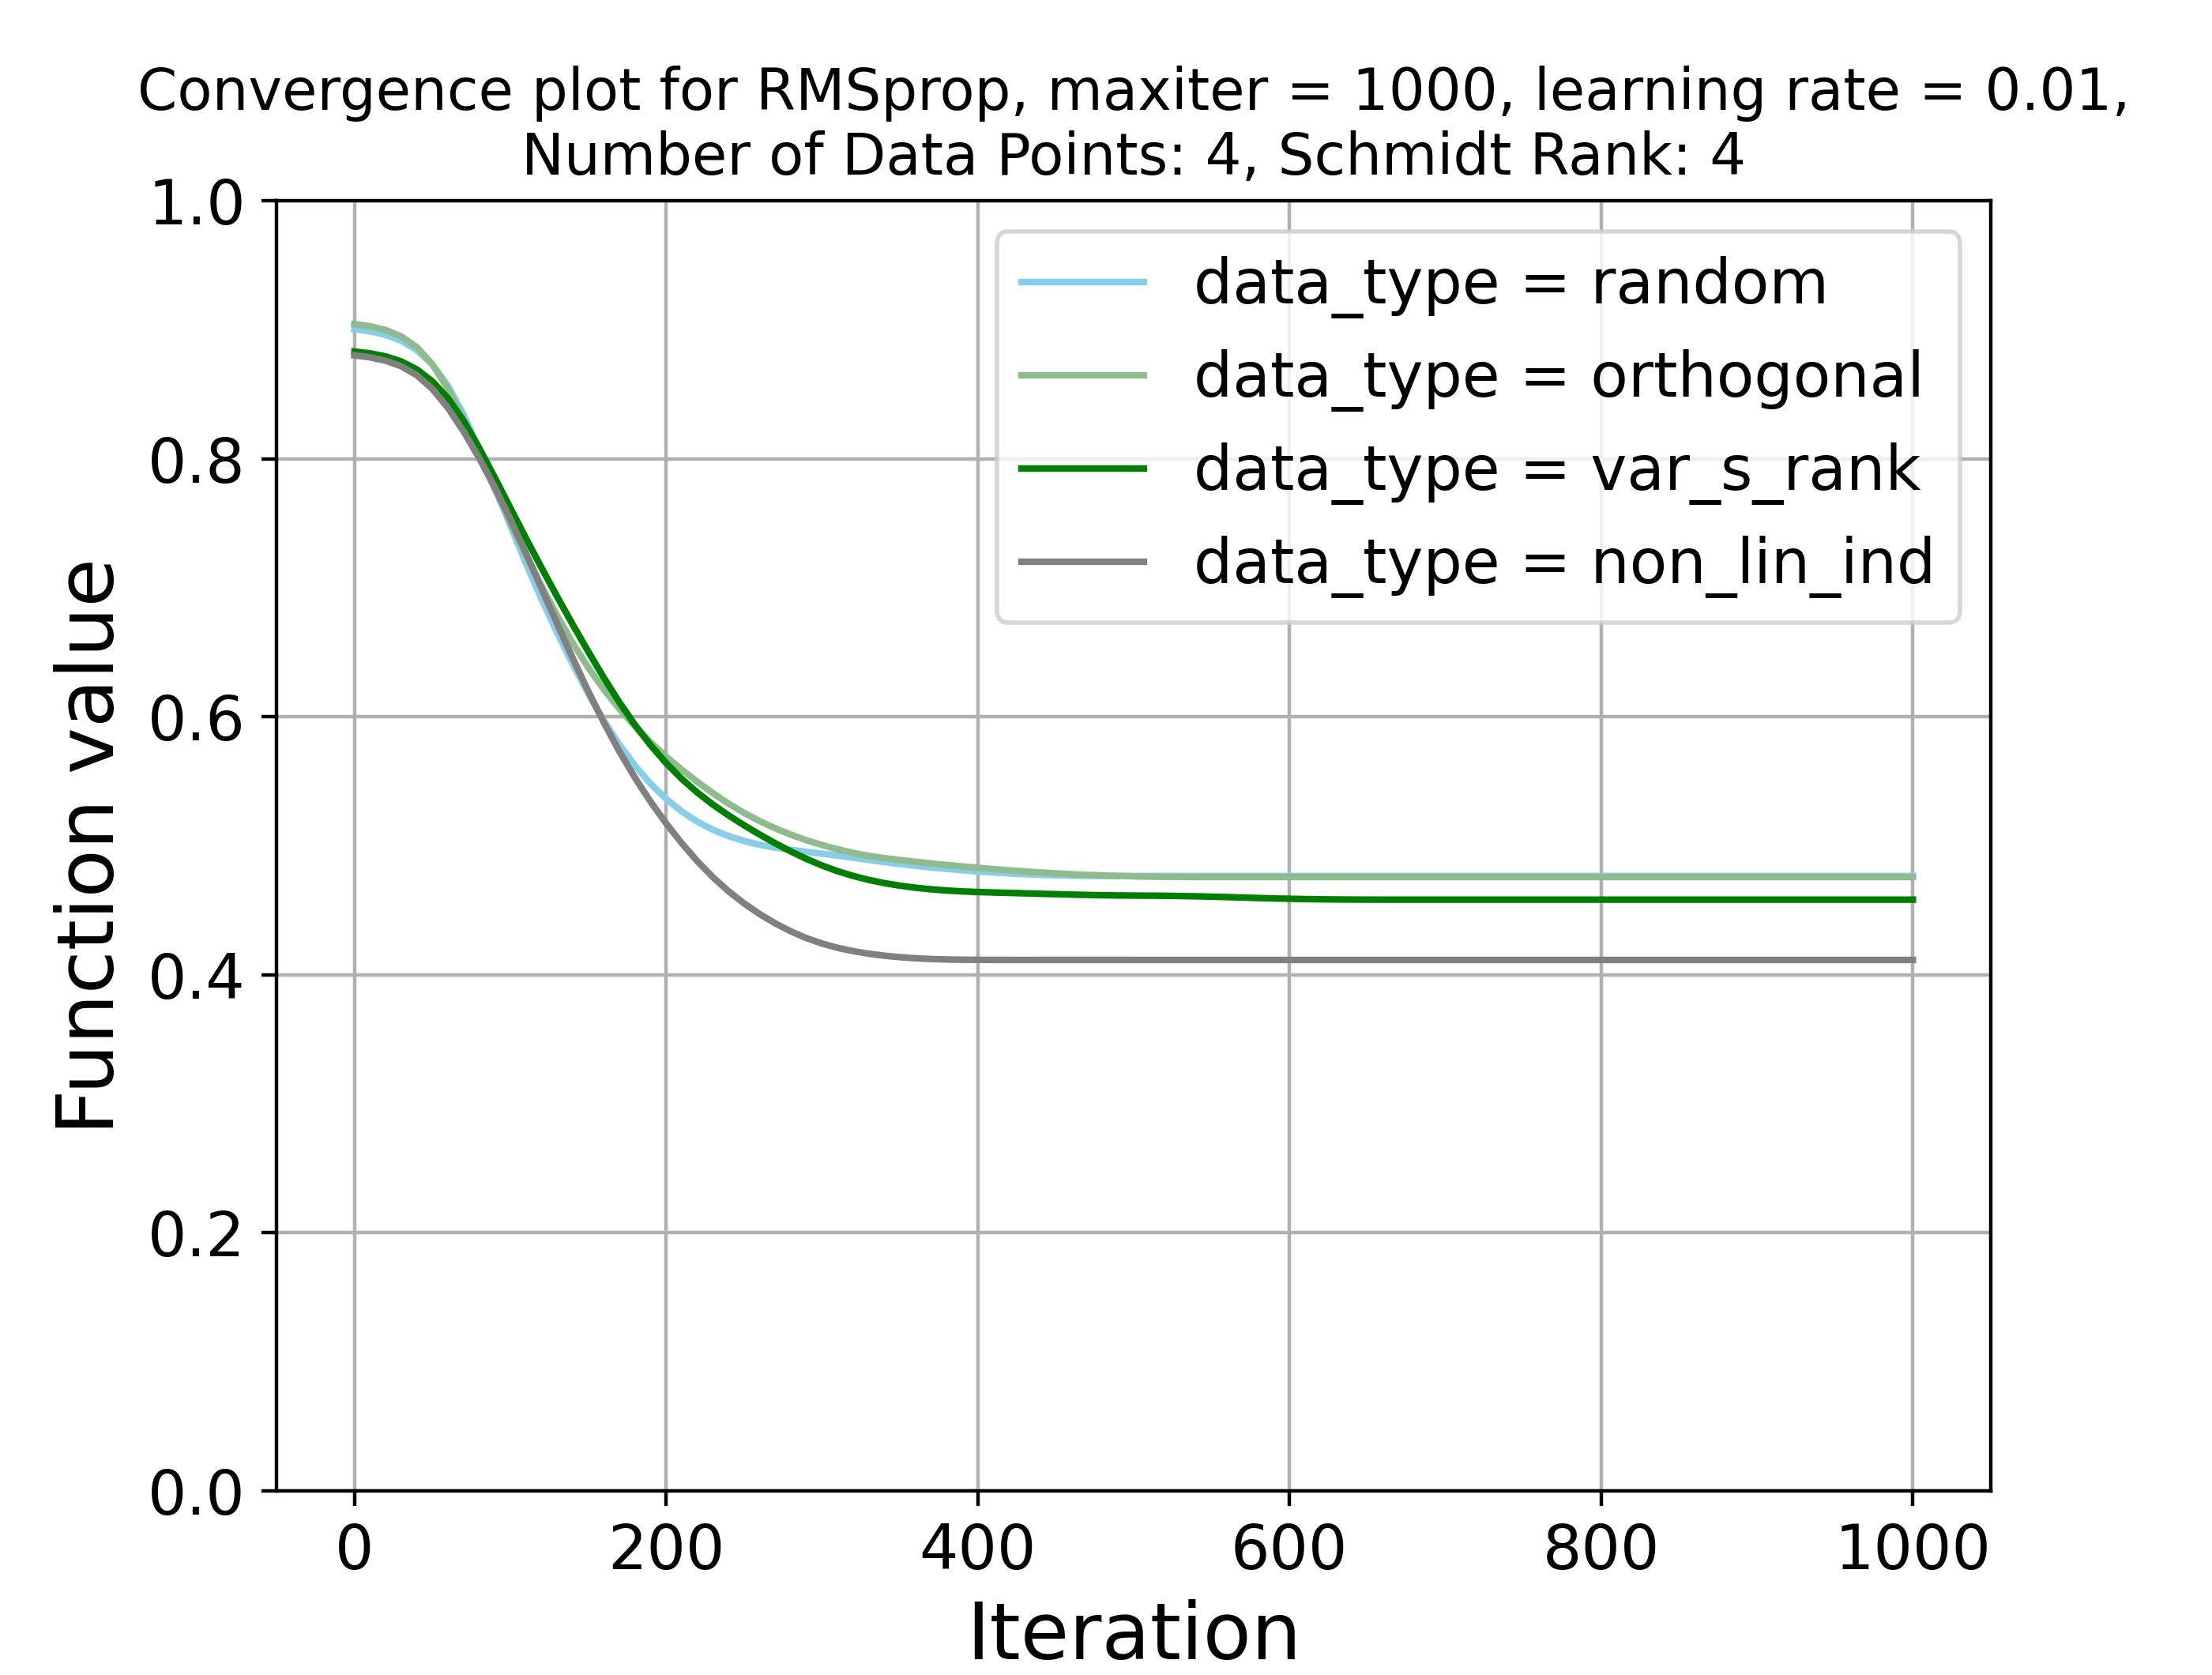 Convergence plot for RMSprop, maxiter = 1000, learning rate = 0.01,
Number of Data Points: 4, Schmidt Rank: 4
1.0
0.8
0.6
0.4
0.2
0.0
Function value
data_type = random
data_type = orthogonal
data_type = var_s_rank
data_type = non_lin_ind
0 200 400 600 800 1000
Iteration